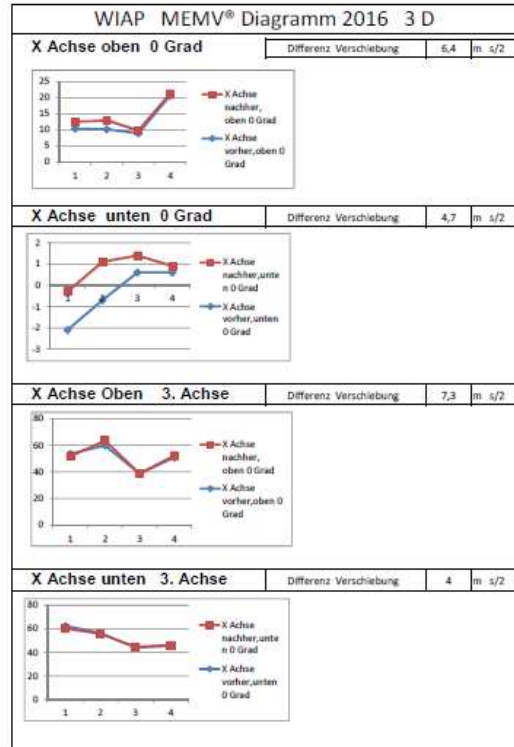 WIAP MEMV® Diagramm 2016 3 D
X Achse oben 0 Grad Differenz Verschiebung 6,4 m s/2
25
20
15
10
5
0
1 2 3 4
X Achse
nachher,
oben 0 Grad
X Achse
vorher,oben 0
Grad
X Achse unten 0 Grad Differenz Verschiebung 4,7 m s/2
2
1
0
-1
-2
-3
1 2 3 4
X Achse
nachher,unte
n 0 Grad
X Achse
vorher,unten
0 Grad
X Achse Oben 3. Achse Differenz Verschiebung 7,3 m s/2
80
60
40
20
0
1 2 3 4
X Achse
nachher,
oben 0 Grad
X Achse
vorher,oben 0
Grad
X Achse unten 3. Achse Differenz Verschiebung 4 m s/2
80
60
40
20
0
1 2 3 4
X Achse
nachher,unte
n 0 Grad
X Achse
vorher,unten
0 Grad